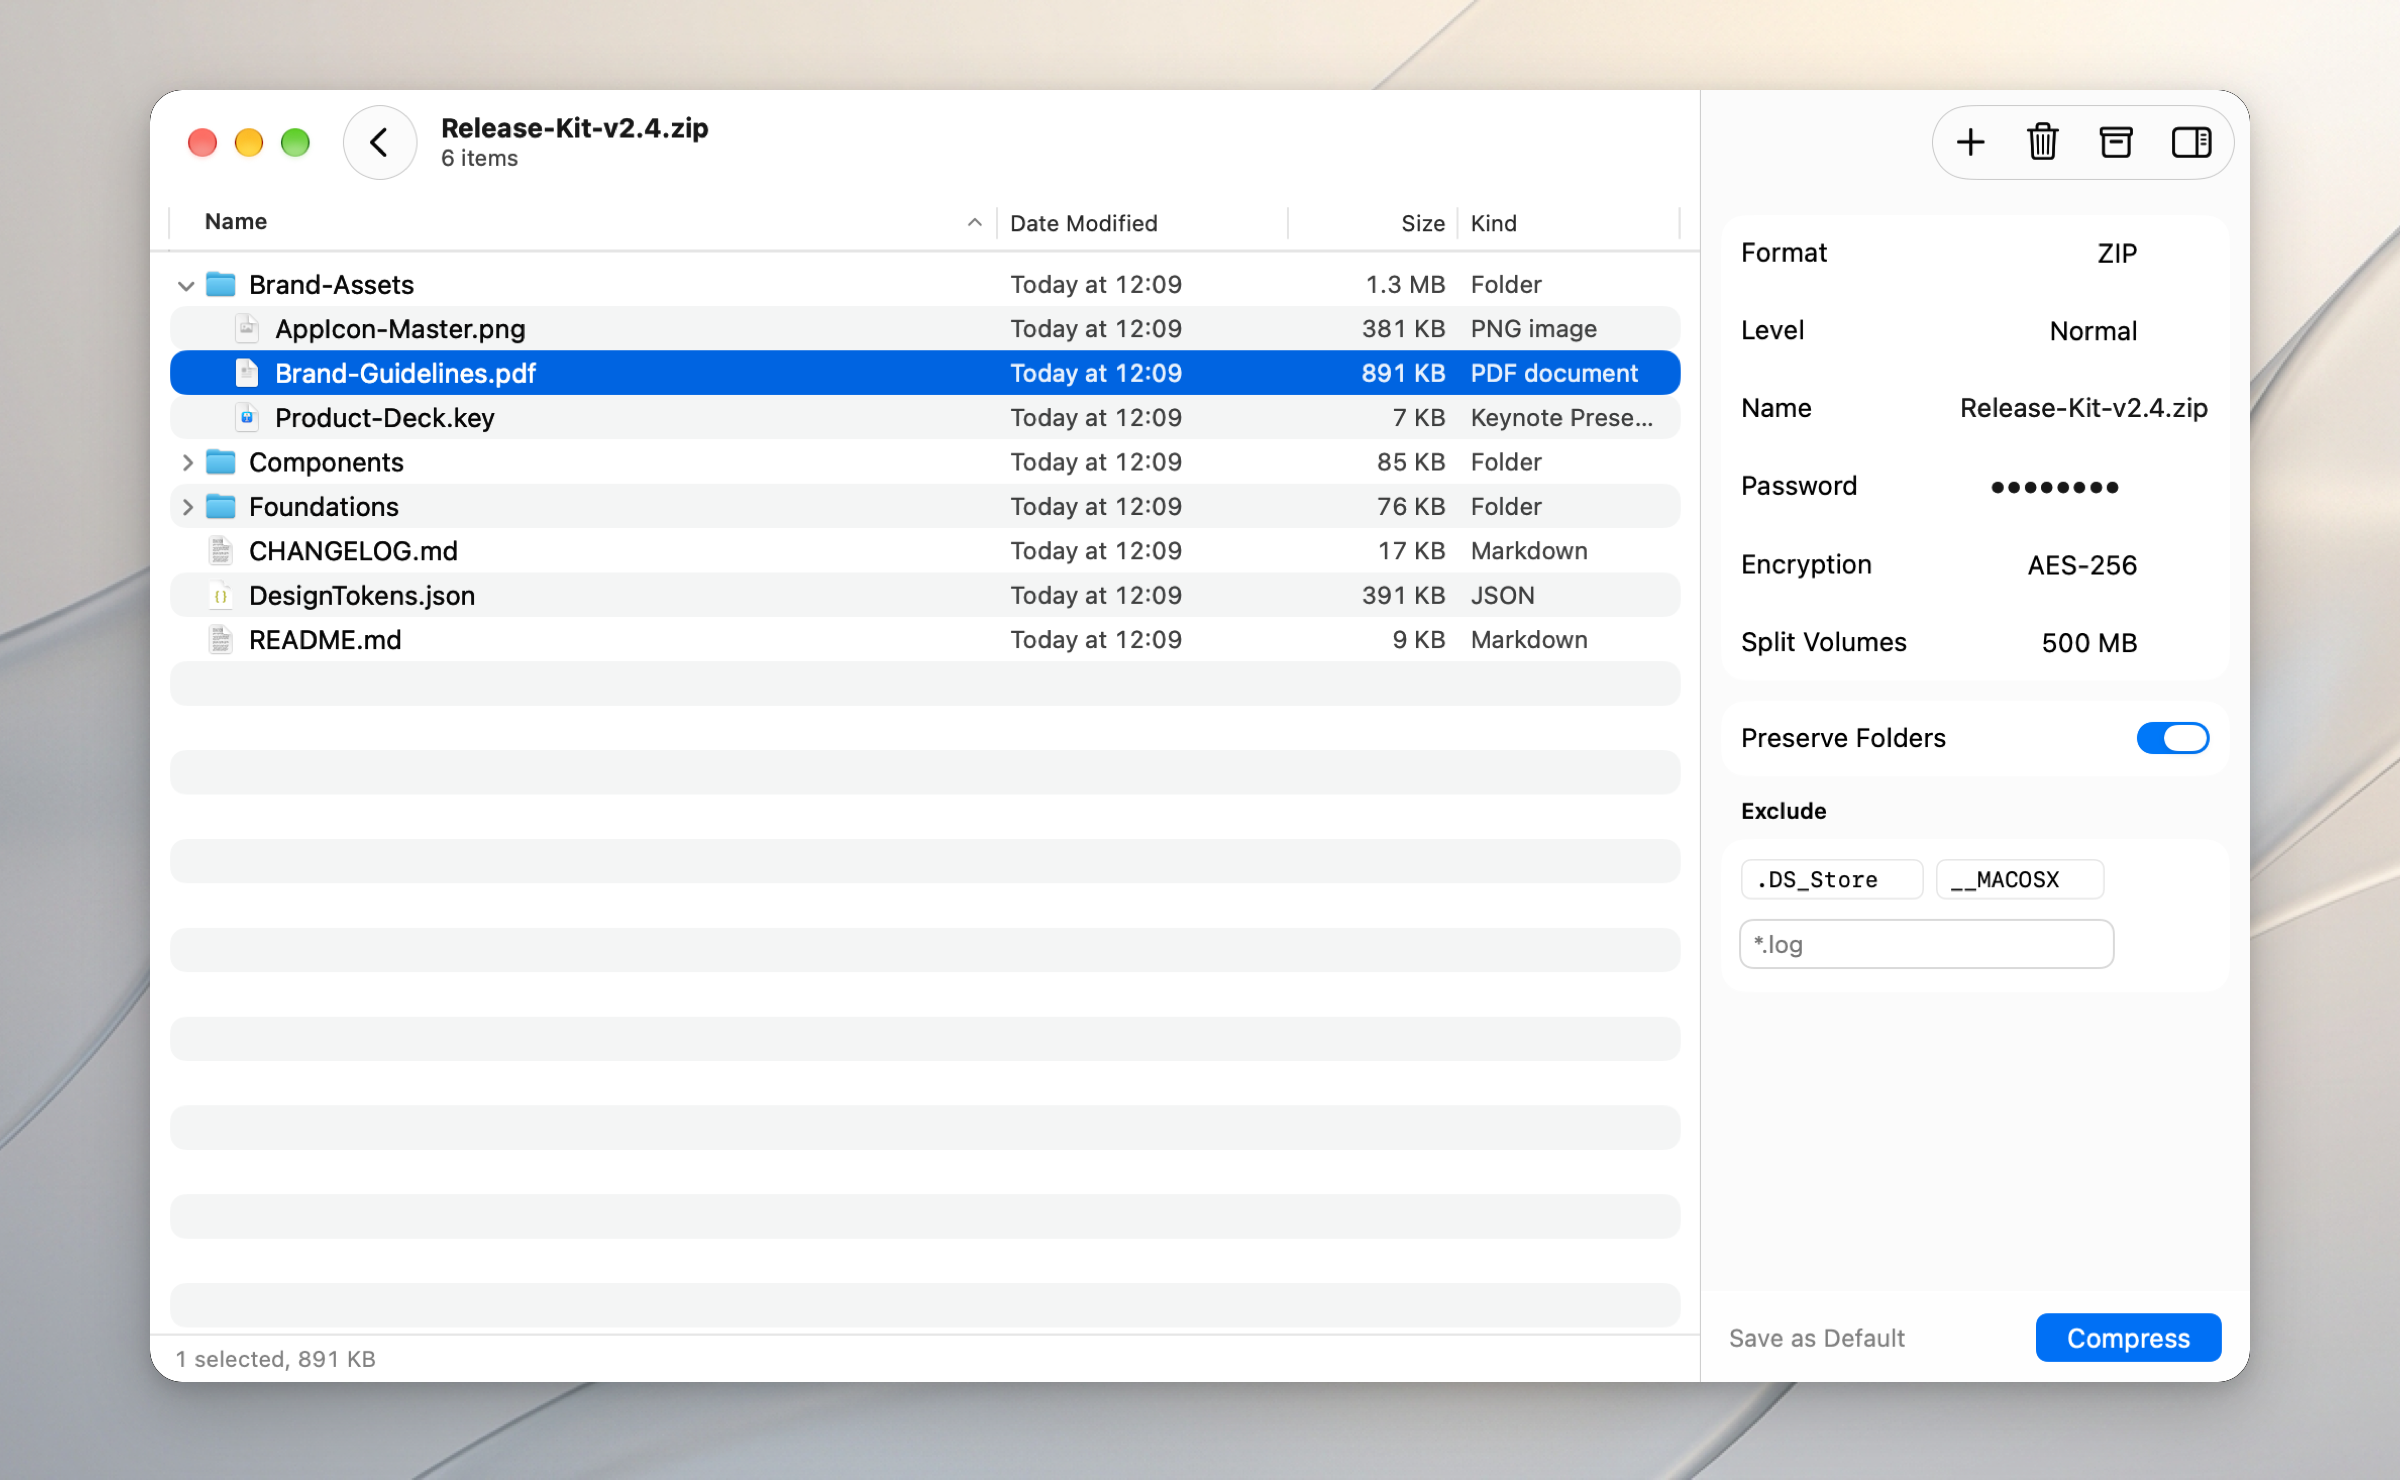 Release-Kit-v2.4.zip
6 items
Name Date Modified Size Kind
Brand-Assets Today at 12:09 1.3 MB Folder
AppIcon-Master.png Today at 12:09 381 KB PNG image
Brand-Guidelines.pdf Today at 12:09 891 KB PDF document
Product-Deck.key Today at 12:09 7 KB Keynote Prese...
Components Today at 12:09 85 KB Folder
Foundations Today at 12:09 76 KB Folder
CHANGELOG.md Today at 12:09 17 KB Markdown
DesignTokens.json Today at 12:09 391 KB JSON
README.md Today at 12:09 9 KB Markdown
1 selected, 891 KB
Format ZIP
Level Normal
Name Release-Kit-v2.4.zip
Password ••••••••
Encryption AES-256
Split Volumes 500 MB
Preserve Folders
Exclude
.DS_Store __MACOSX
*.log
Save as Default Compress